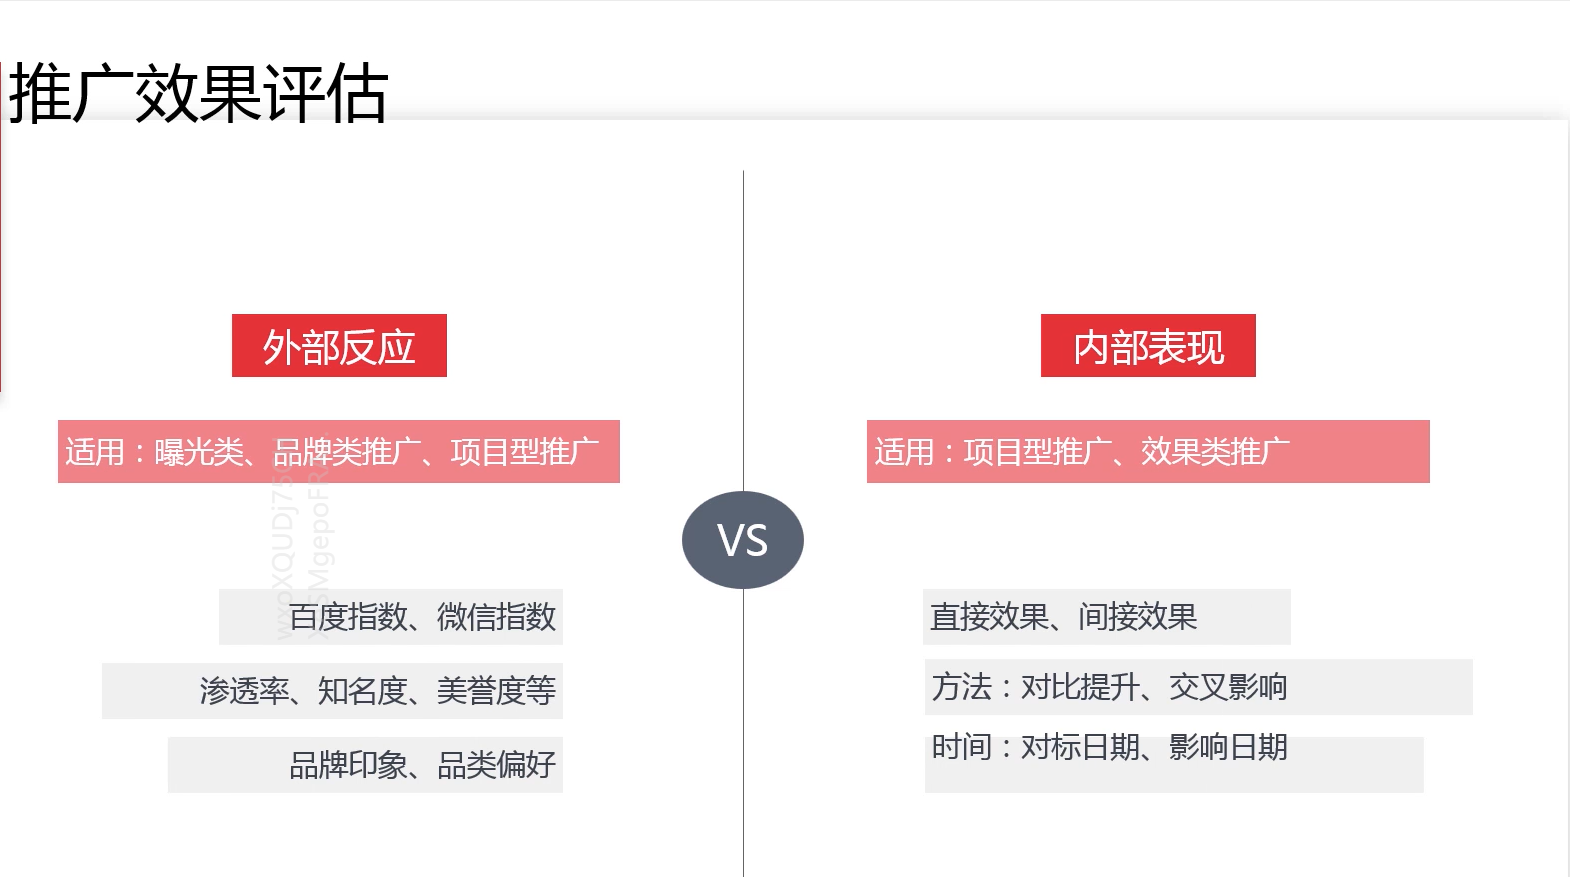 推广效果评估
外部反应
适用：曝光类、品牌类推广、项目型推广
百度指数、微信指数
渗透率、知名度、美誉度等
品牌印象、品类偏好
VS
内部表现
适用：项目型推广、效果类推广
直接效果、间接效果
方法：对比提升、交叉影响
时间：对标日期、影响日期